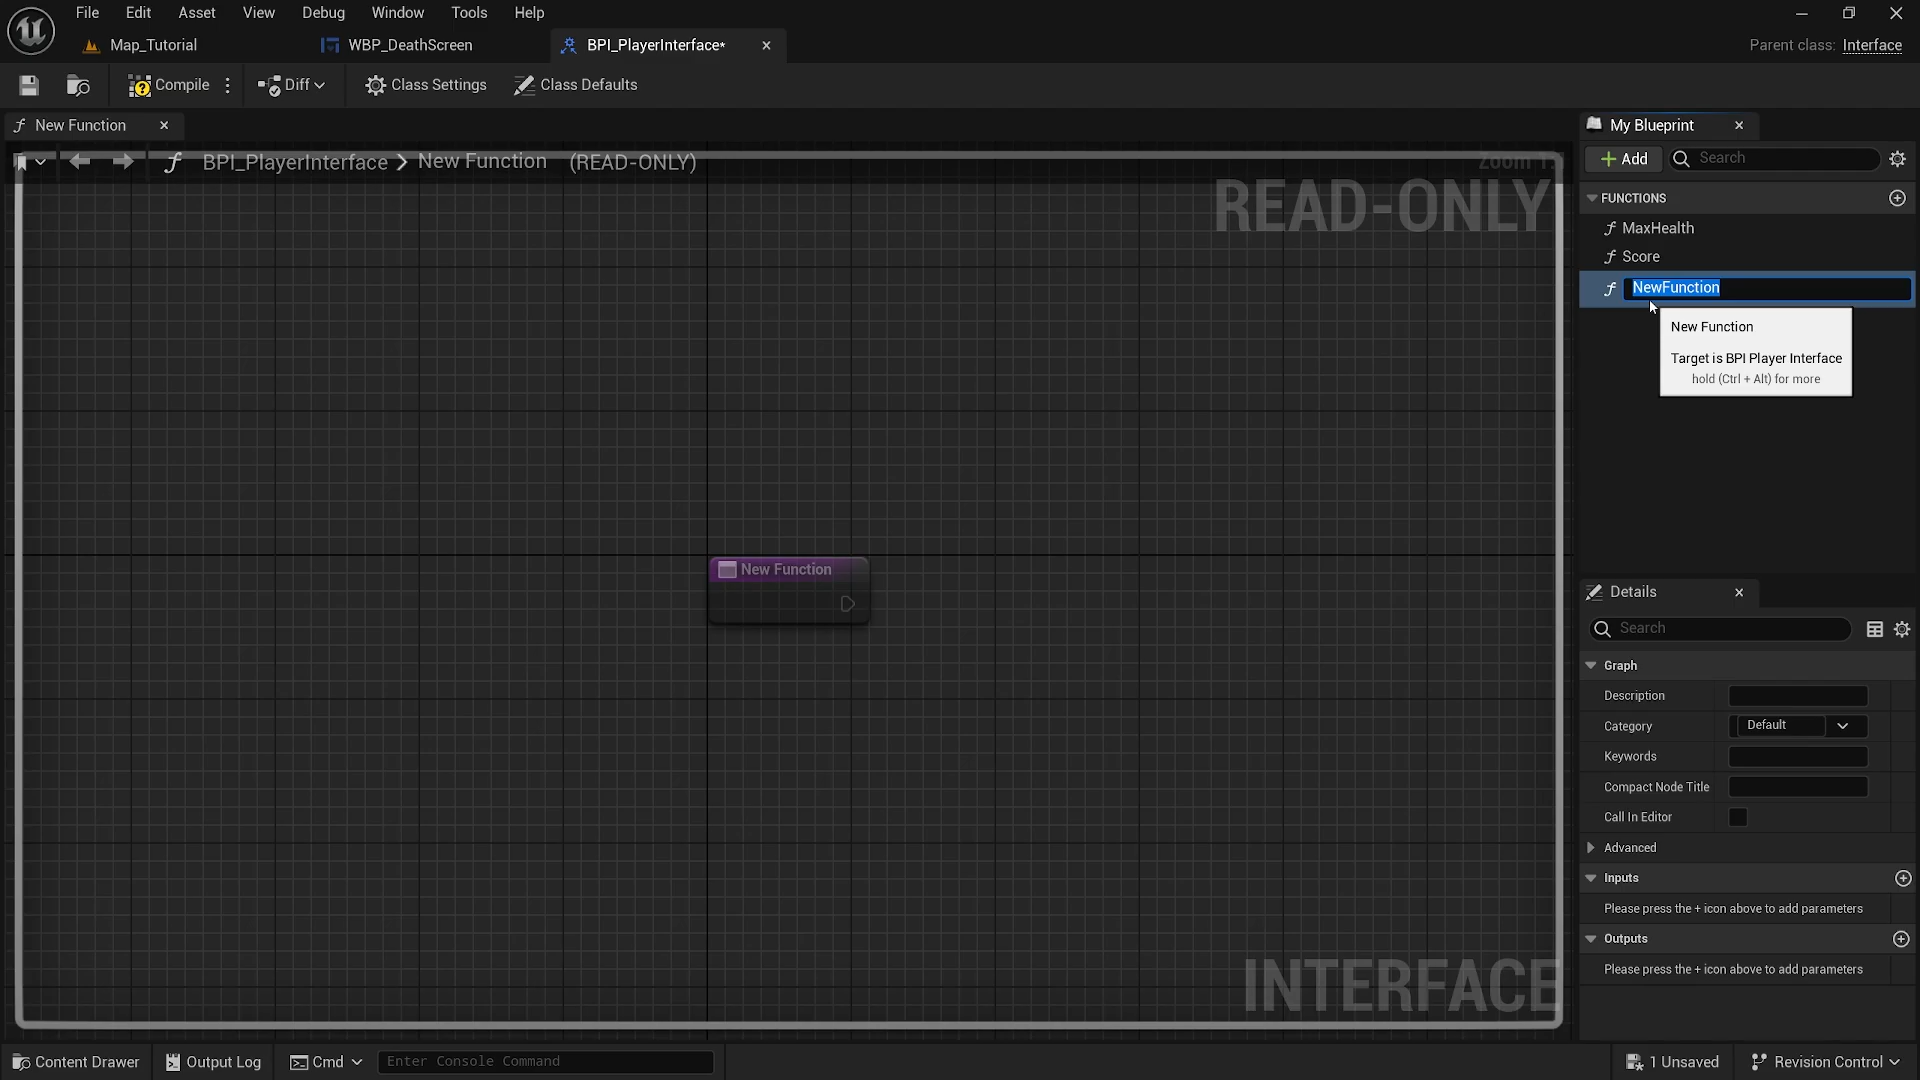 File Edit Asset View Debug Window Tools Help
Map_Tutorial WBP_DeathScreen BPI_PlayerInterface* Parent class: Interface
Compile Diff Class Settings Class Defaults
New Function My Blueprint
BPI_PlayerInterface > New Function (READ-ONLY)
READ-ONLY
Add Search
FUNCTIONS
MaxHealth
Score
NewFunction
New Function
Target is BPI Player Interface
hold (Ctrl + Alt) for more
New Function
Details
Search
Graph
Description
Category Default
Keywords
Compact Node Title
Call In Editor
Advanced
Inputs
Please press the + icon above to add parameters
Outputs
Please press the + icon above to add parameters
INTERFACE
Content Drawer Output Log Cmd Enter Console Command 1 Unsaved Revision Control